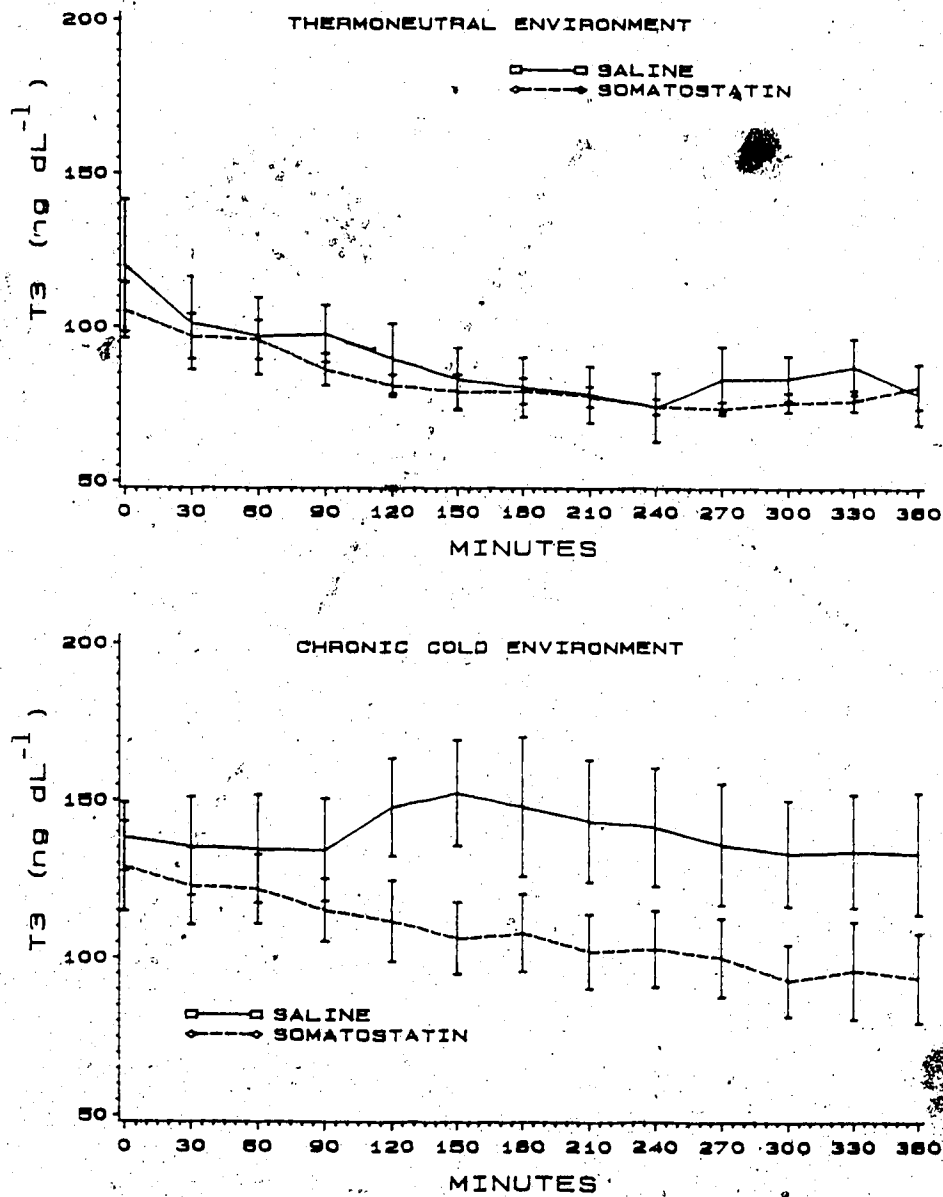 THERMONEUTRAL ENVIRONMENT
SALINE
SOMATOSTATIN
T3 (ng dL⁻¹)
200
150
100
50
0 30 60 90 120 150 180 210 240 270 300 330 360
MINUTES
CHRONIC COLD ENVIRONMENT
T3 (ng dL⁻¹)
200
150
100
50
SALINE
SOMATOSTATIN
0 30 60 90 120 150 180 210 240 270 300 330 360
MINUTES